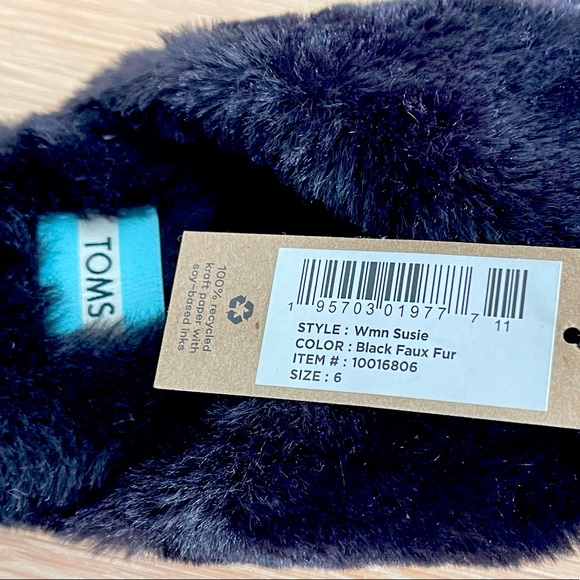 TOMS
100% recycled
kraft paper with
soy-based inks
1 95703 01977 7 11
STYLE : Wmn Susie
COLOR : Black Faux Fur
ITEM # : 10016806
SIZE : 6